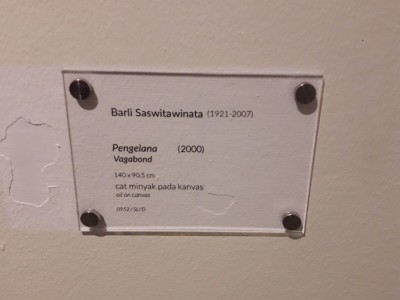 Barli Saswitawinata (1921-2007)
Pengelana (2000)
Vagabond
140 x 90,5 cm
cat minyak pada kanvas
oil on canvas